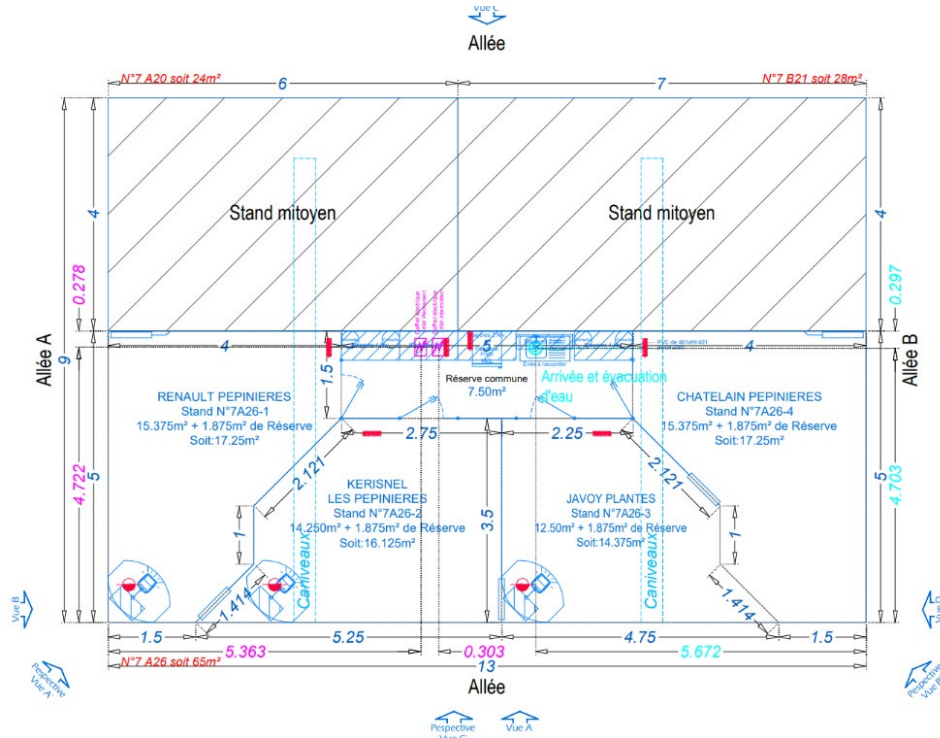 Vue C
Allée
N°7 A20 soit 24m²
6
7
N°7 B21 soit 28m²
4
Stand mitoyen
Stand mitoyen
4
0.278
0.297
Allée A
9
Allée B
4
5
4
1.5
Réserve commune
7.50m²
Arrivée et évacuation
d'eau
RENAULT PEPINIERES
Stand N°7A26-1
15.375m² + 1.875m² de Réserve
Soit:17.25m²
CHATELAIN PEPINIERES
Stand N°7A26-4
15.375m² + 1.875m² de Réserve
Soit:17.25m²
2.75
2.25
4.722
5
2.121
2.121
5
4.703
KERISNEL
LES PEPINIERES
Stand N°7A26-2
14.250m² + 1.875m² de Réserve
Soit:16.125m²
3.5
JAVOY PLANTES
Stand N°7A26-3
12.50m² + 1.875m² de Réserve
Soit:14.375m²
1
1
Caniveaux
Caniveaux
1.414
1.414
Vue B
1.5
5.25
4.75
1.5
5.363
0.303
5.672
N°7 A26 soit 65m²
13
Allée
Pespective
Vue A'
Pespective
Pespective
Vue C'
Vue A